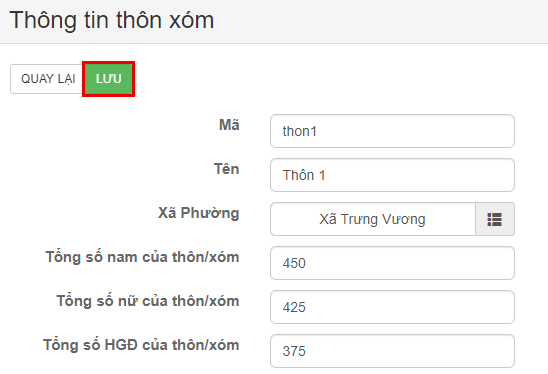 Thông tin thôn xóm
QUAY LẠI LƯU
Mã thon1
Tên Thôn 1
Xã Phường Xã Trưng Vương
Tổng số nam của thôn/xóm 450
Tổng số nữ của thôn/xóm 425
Tổng số HGĐ của thôn/xóm 375